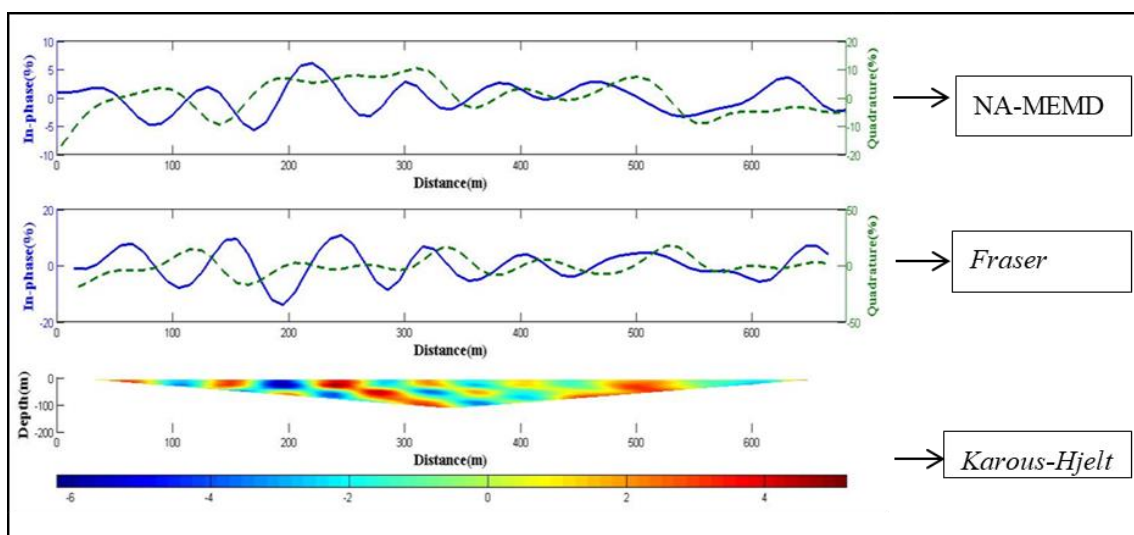 10
5
0
-5
-10
In-phase(%)
20
10
0
-10
-20
Quadrature(%)
0 100 200 300 400 500 600
Distance(m)
NA-MEMD
20
0
-20
In-phase(%)
50
0
-50
Quadrature(%)
0 100 200 300 400 500 600
Distance(m)
Fraser
0
-100
-200
Depth(m)
0 100 200 300 400 500 600
Distance(m)
Karous-Hjelt
-6 -4 -2 0 2 4